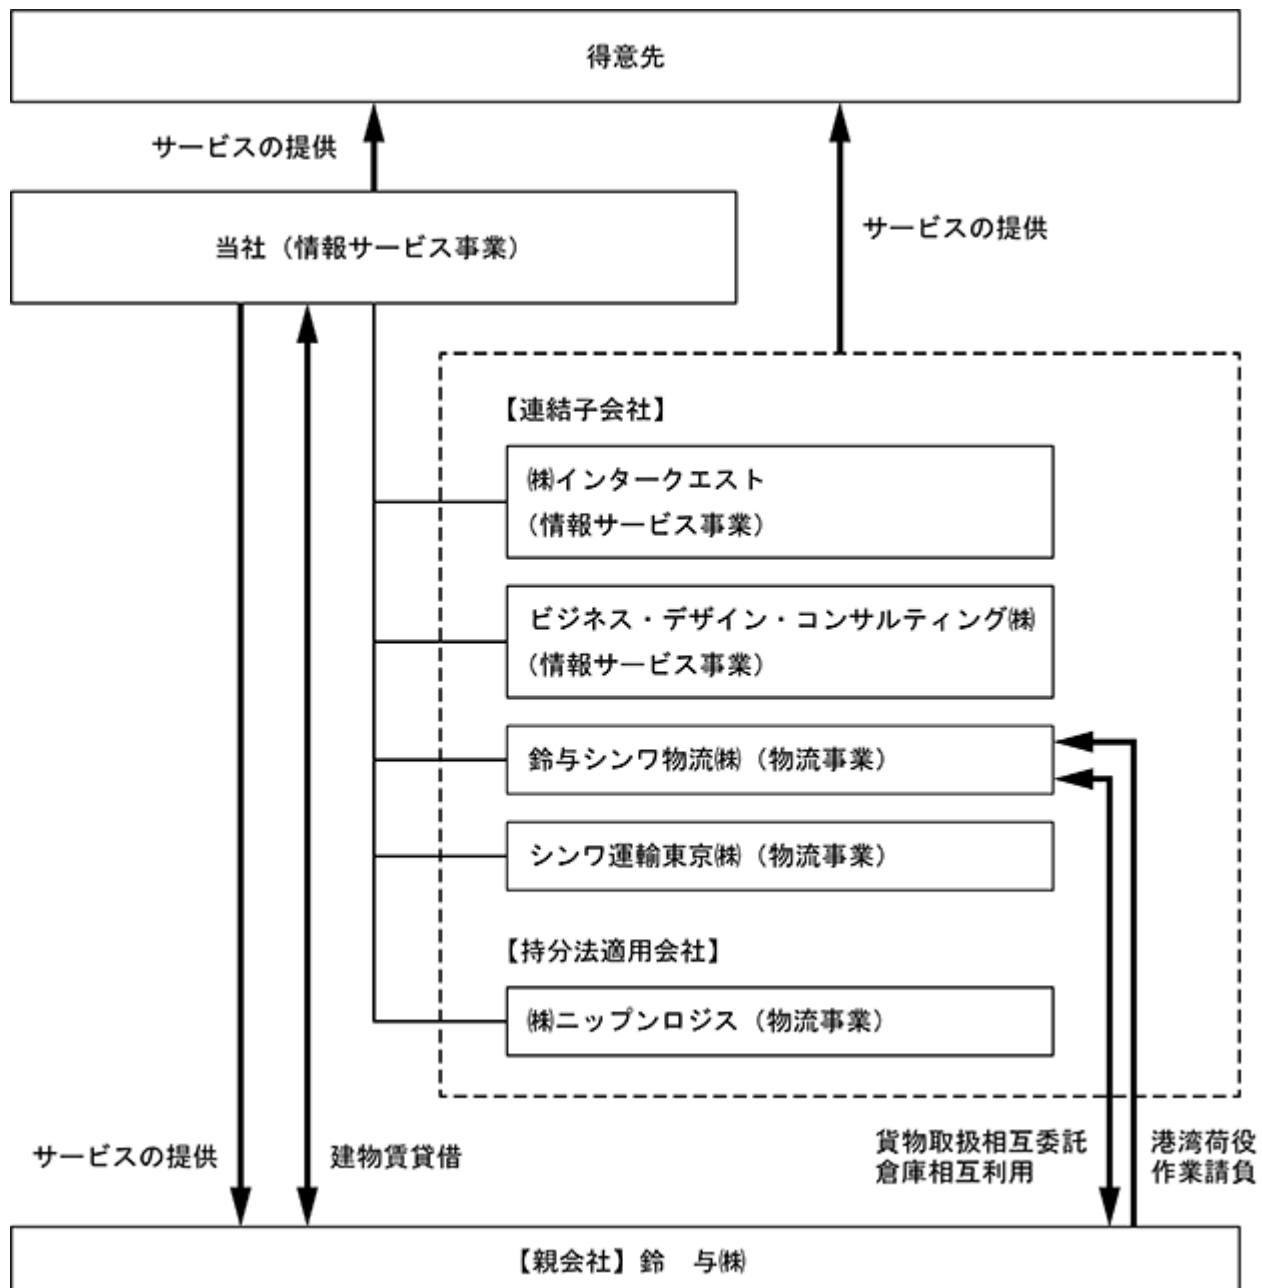 得意先
サービスの提供
サービスの提供
当社（情報サービス事業）
【連結子会社】
㈱インタークエスト
（情報サービス事業）
ビジネス・デザイン・コンサルティング㈱
（情報サービス事業）
鈴与シンワ物流㈱（物流事業）
シンワ運輸東京㈱（物流事業）
【持分法適用会社】
㈱ニップンロジス（物流事業）
サービスの提供
建物賃貸借
貨物取扱相互委託
倉庫相互利用
港湾荷役
作業請負
【親会社】鈴　与㈱